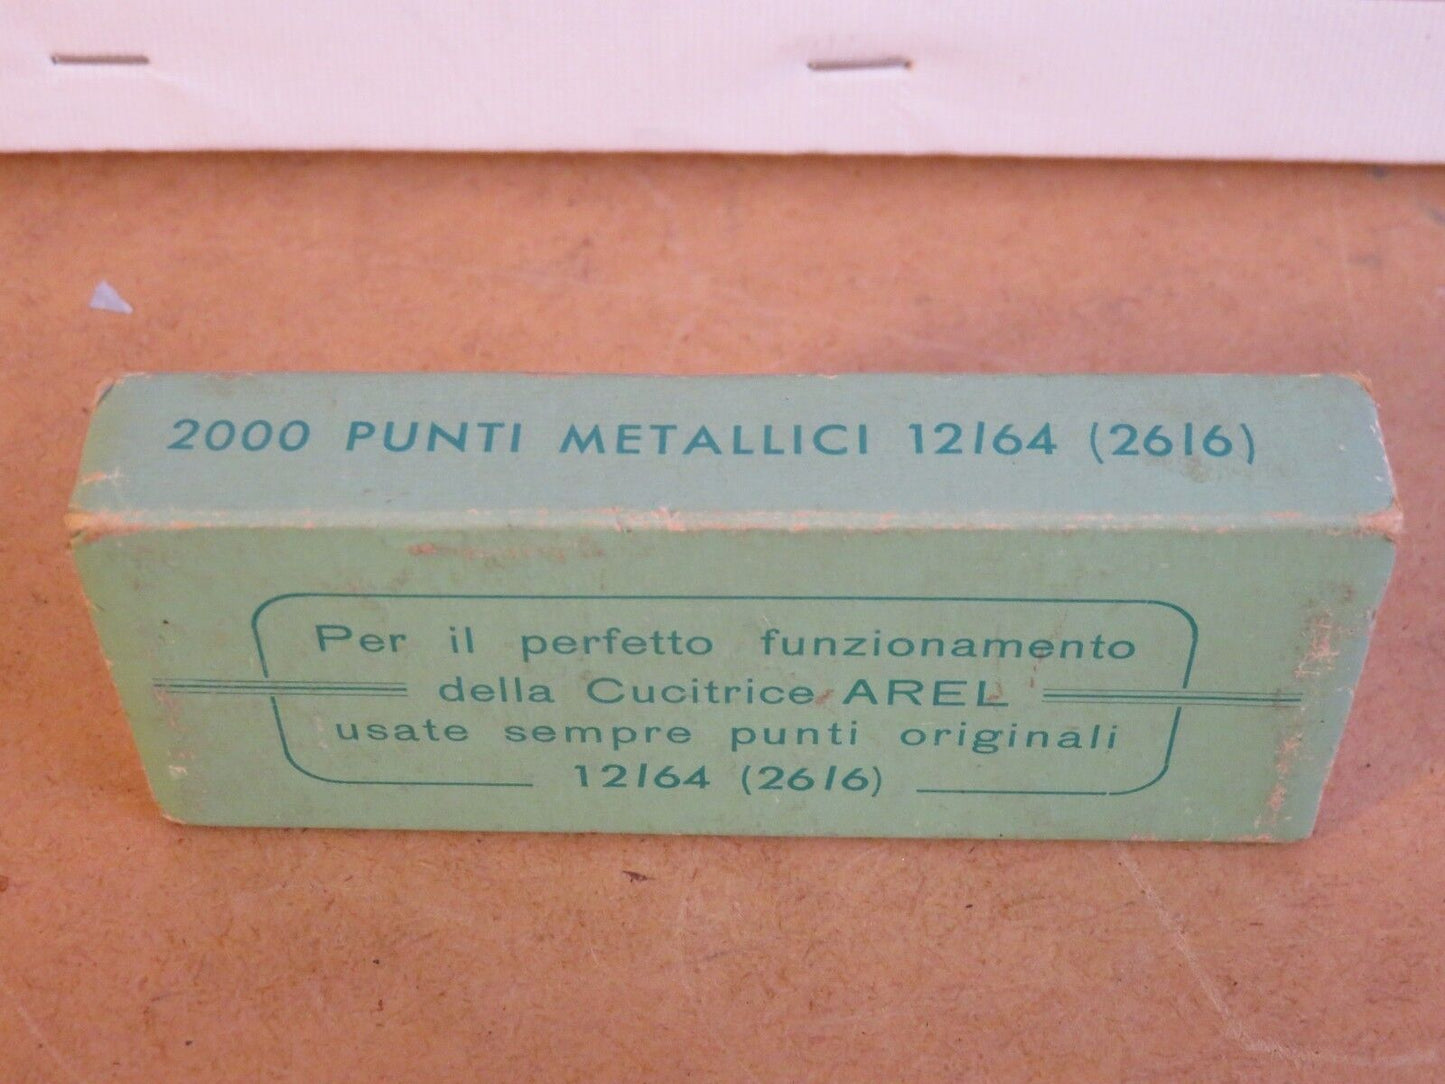 2000 PUNTI METALLICI 12/64 (26/6)
Per il perfetto funzionamento
della Cucitrice AREL
usate sempre punti originali
12/64 (26/6)